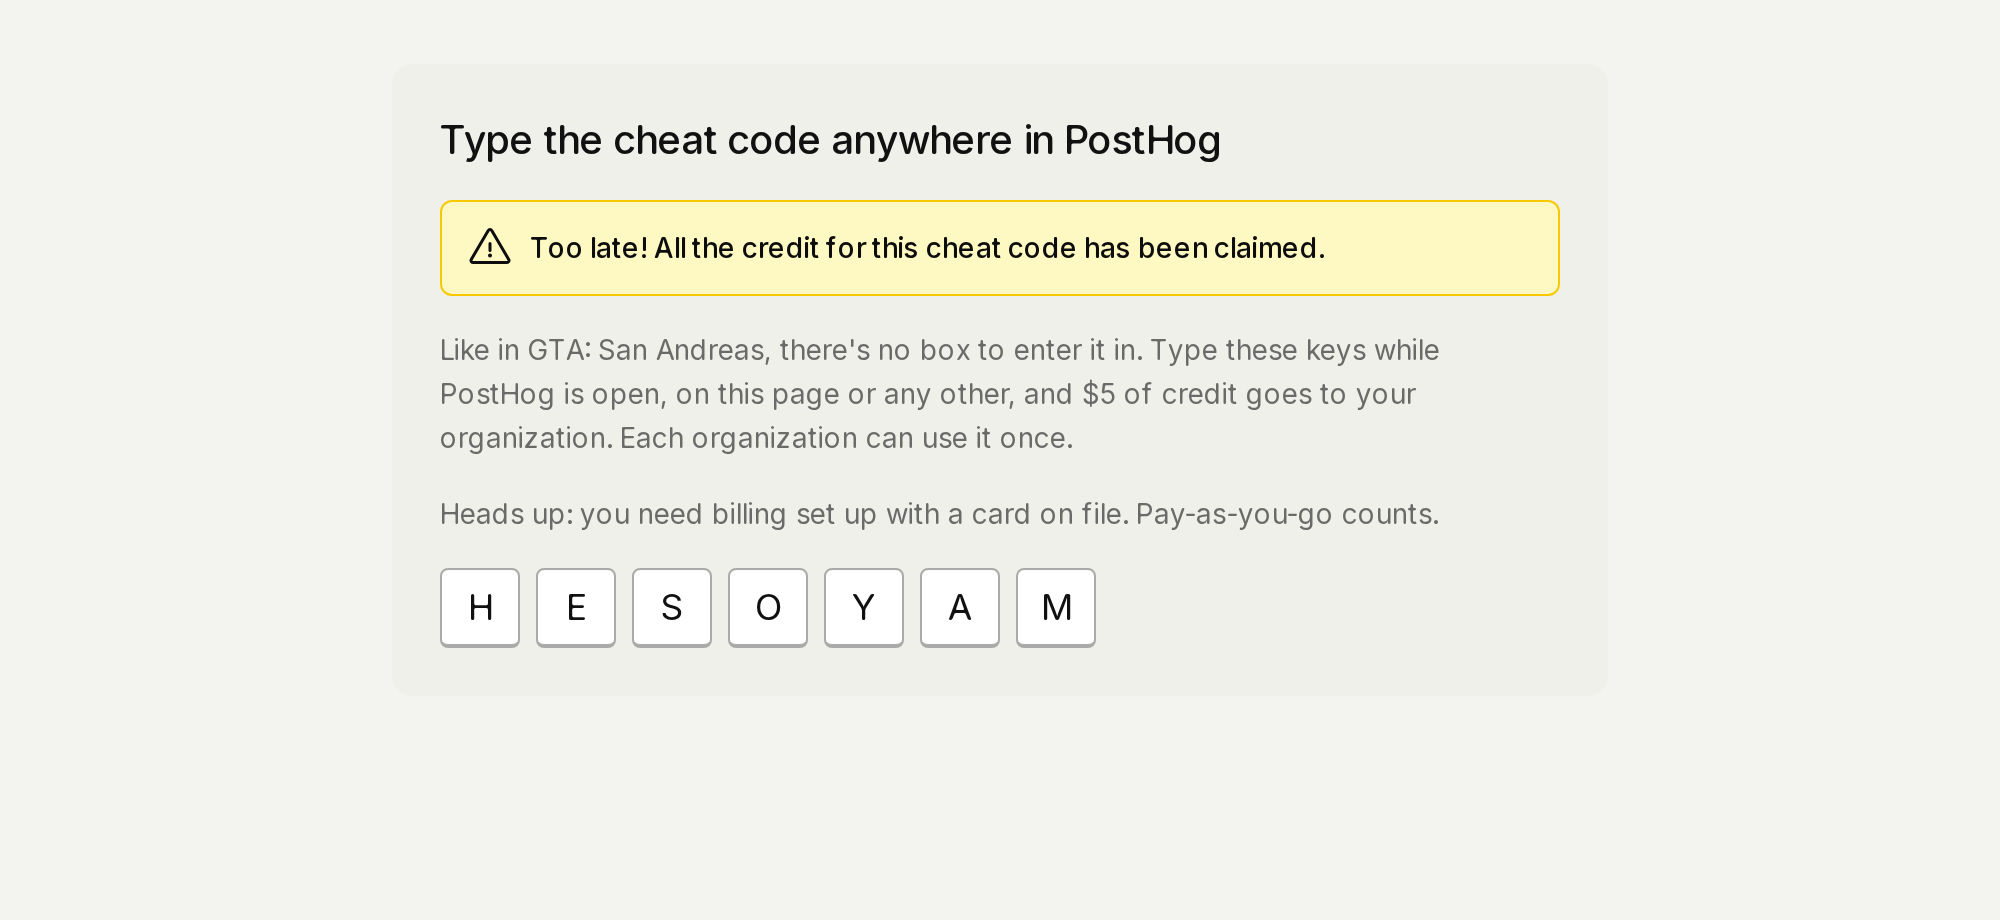 Type the cheat code anywhere in PostHog
Too late! All the credit for this cheat code has been claimed.
Like in GTA: San Andreas, there's no box to enter it in. Type these keys while
PostHog is open, on this page or any other, and $5 of credit goes to your
organization. Each organization can use it once.
Heads up: you need billing set up with a card on file. Pay-as-you-go counts.
H E S O Y A M